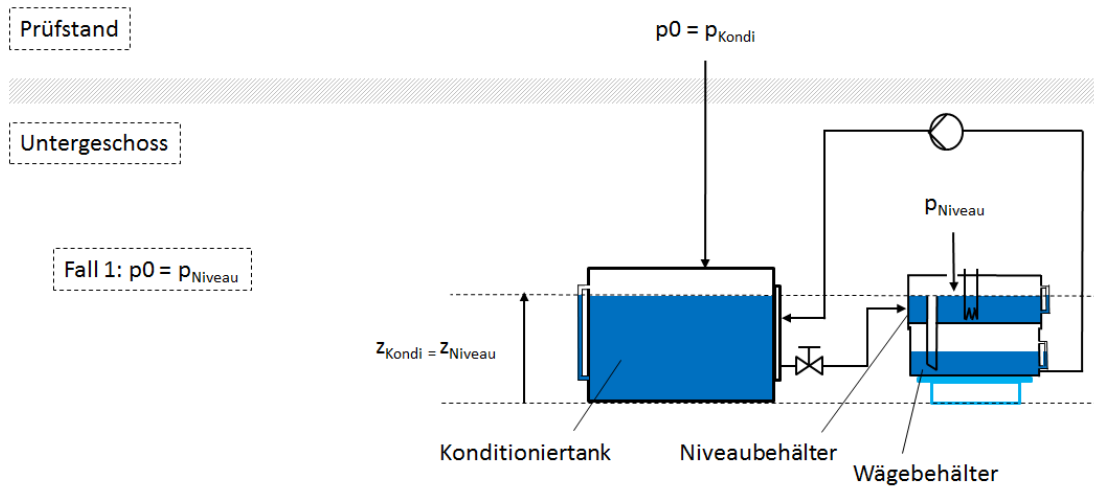 Prüfstand
p0 = pKondi
Untergeschoss
pNiveau
Fall 1: p0 = pNiveau
zKondi = zNiveau
Konditioniertank
Niveaubehälter
Wägebehälter